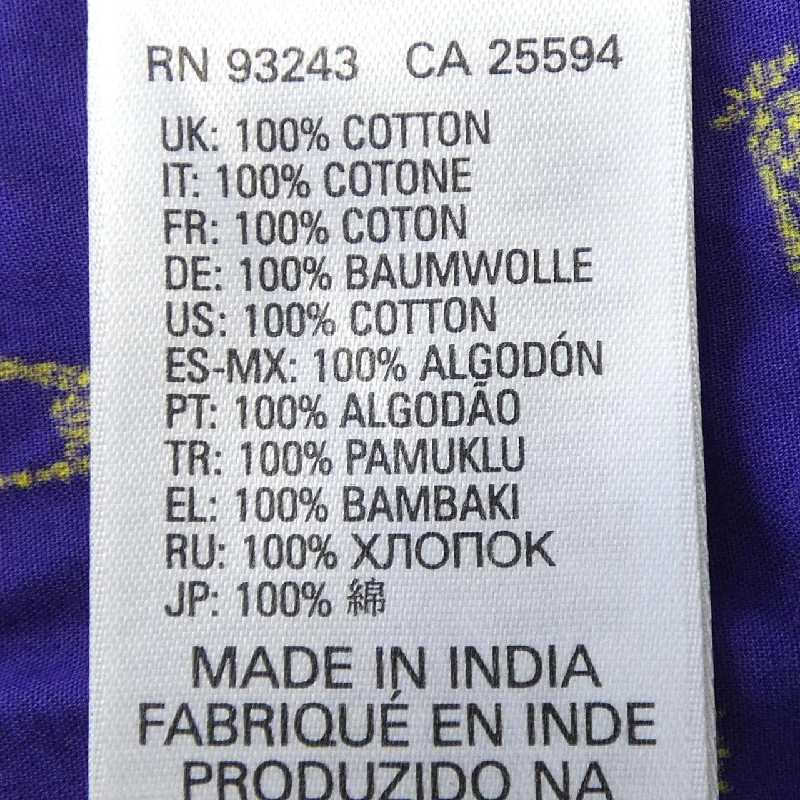 RN 93243 CA 25594
UK: 100% COTTON
IT: 100% COTONE
FR: 100% COTON
DE: 100% BAUMWOLLE
US: 100% COTTON
ES-MX: 100% ALGODÓN
PT: 100% ALGODÃO
TR: 100% PAMUKLU
EL: 100% BAMBAKI
RU: 100% ХЛОПОК
JP: 100% 綿
MADE IN INDIA
FABRIQUÉ EN INDE
PRODUZIDO NA